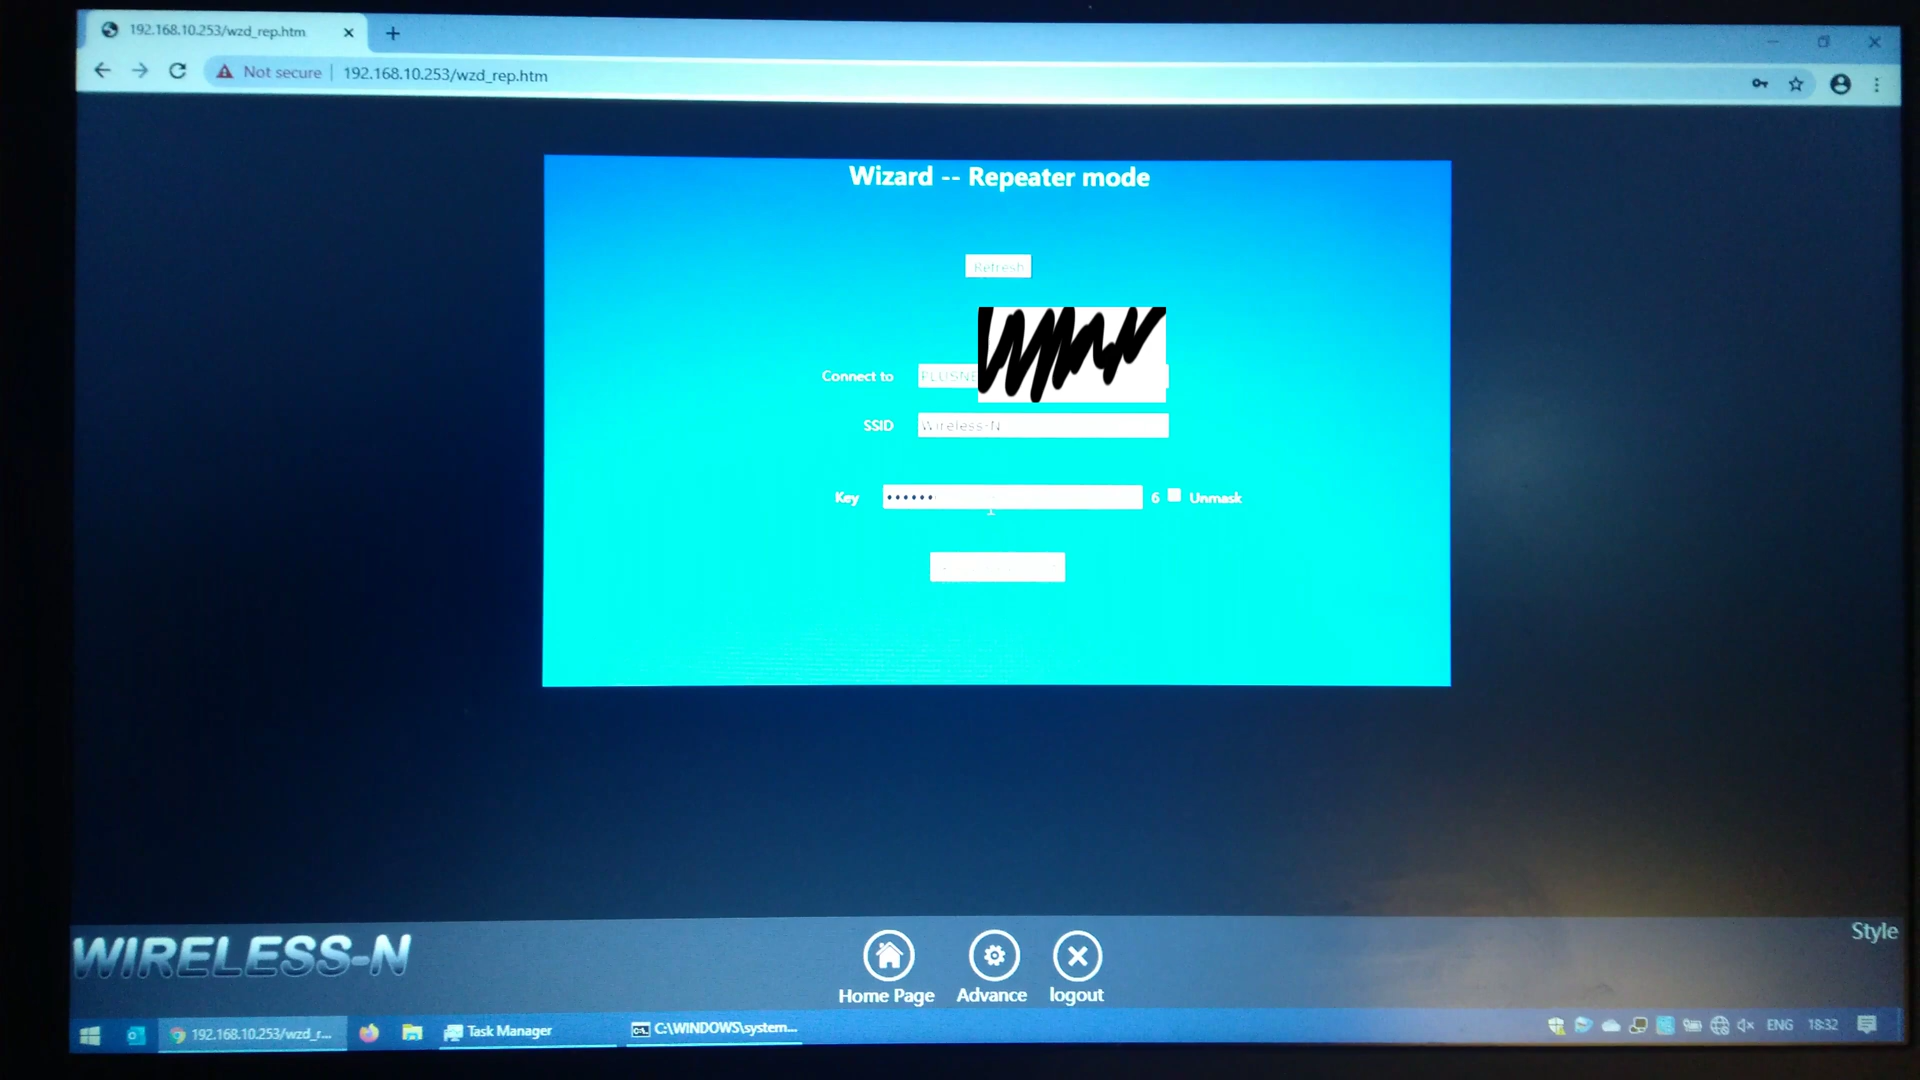 192.168.10.253/wzd_rep.htm
Not secure
192.168.10.253/wzd_rep.htm
Wizard -- Repeater mode
Refresh
Connect to PLUSNE
SSID Wireless-N
Key 6 Unmask
WIRELESS-N
Home Page
Advance
logout
Style
192.168.10.253/wzd_r...
Task Manager
C:\WINDOWS\system...
ENG
18:32